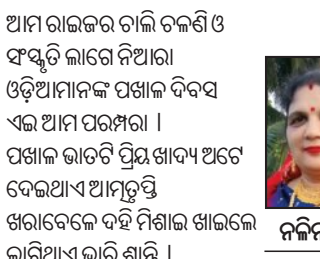 ଆମ ରାଇଜର ଚାଲି ଚଳଣି ଓ
ସଂସ୍କୃତି ଲାଗେ ନିଆରା
ଓଡ଼ିଆମାନଙ୍କ ପଖାଳ ଦିବସ
ଏଇ ଆମ ପରମ୍ପରା ।
ପଖାଳ ଭାତଟି ପ୍ରିୟ ଖାଦ୍ୟ ଅଟେ
ଦେଇଥାଏ ଆତ୍ମତୃପ୍ତି
ଖରାବେଳେ ଦହି ମିଶାଇ ଖାଇଲେ
ଲାଗିଥାଏ ଭାରି ଶାନ୍ତି ।